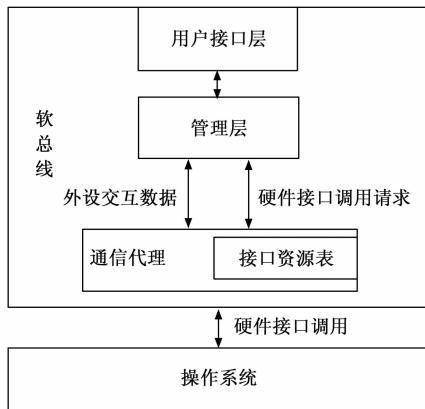 用户接口层
软总线
管理层
外设交互数据
硬件接口调用请求
通信代理
接口资源表
硬件接口调用
操作系统